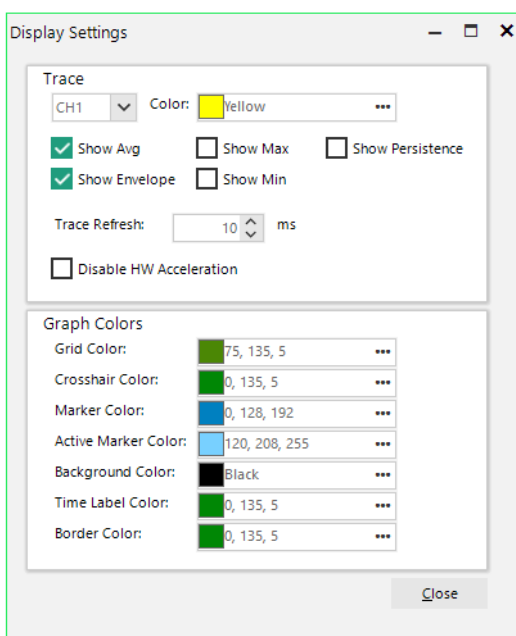 Display Settings
Trace
CH1 Color: Yellow •••
Show Avg Show Max Show Persistence
Show Envelope Show Min
Trace Refresh: 10 ms
Disable HW Acceleration
Graph Colors
Grid Color: 75, 135, 5 •••
Crosshair Color: 0, 135, 5 •••
Marker Color: 0, 128, 192 •••
Active Marker Color: 120, 208, 255 •••
Background Color: Black •••
Time Label Color: 0, 135, 5 •••
Border Color: 0, 135, 5 •••
Close